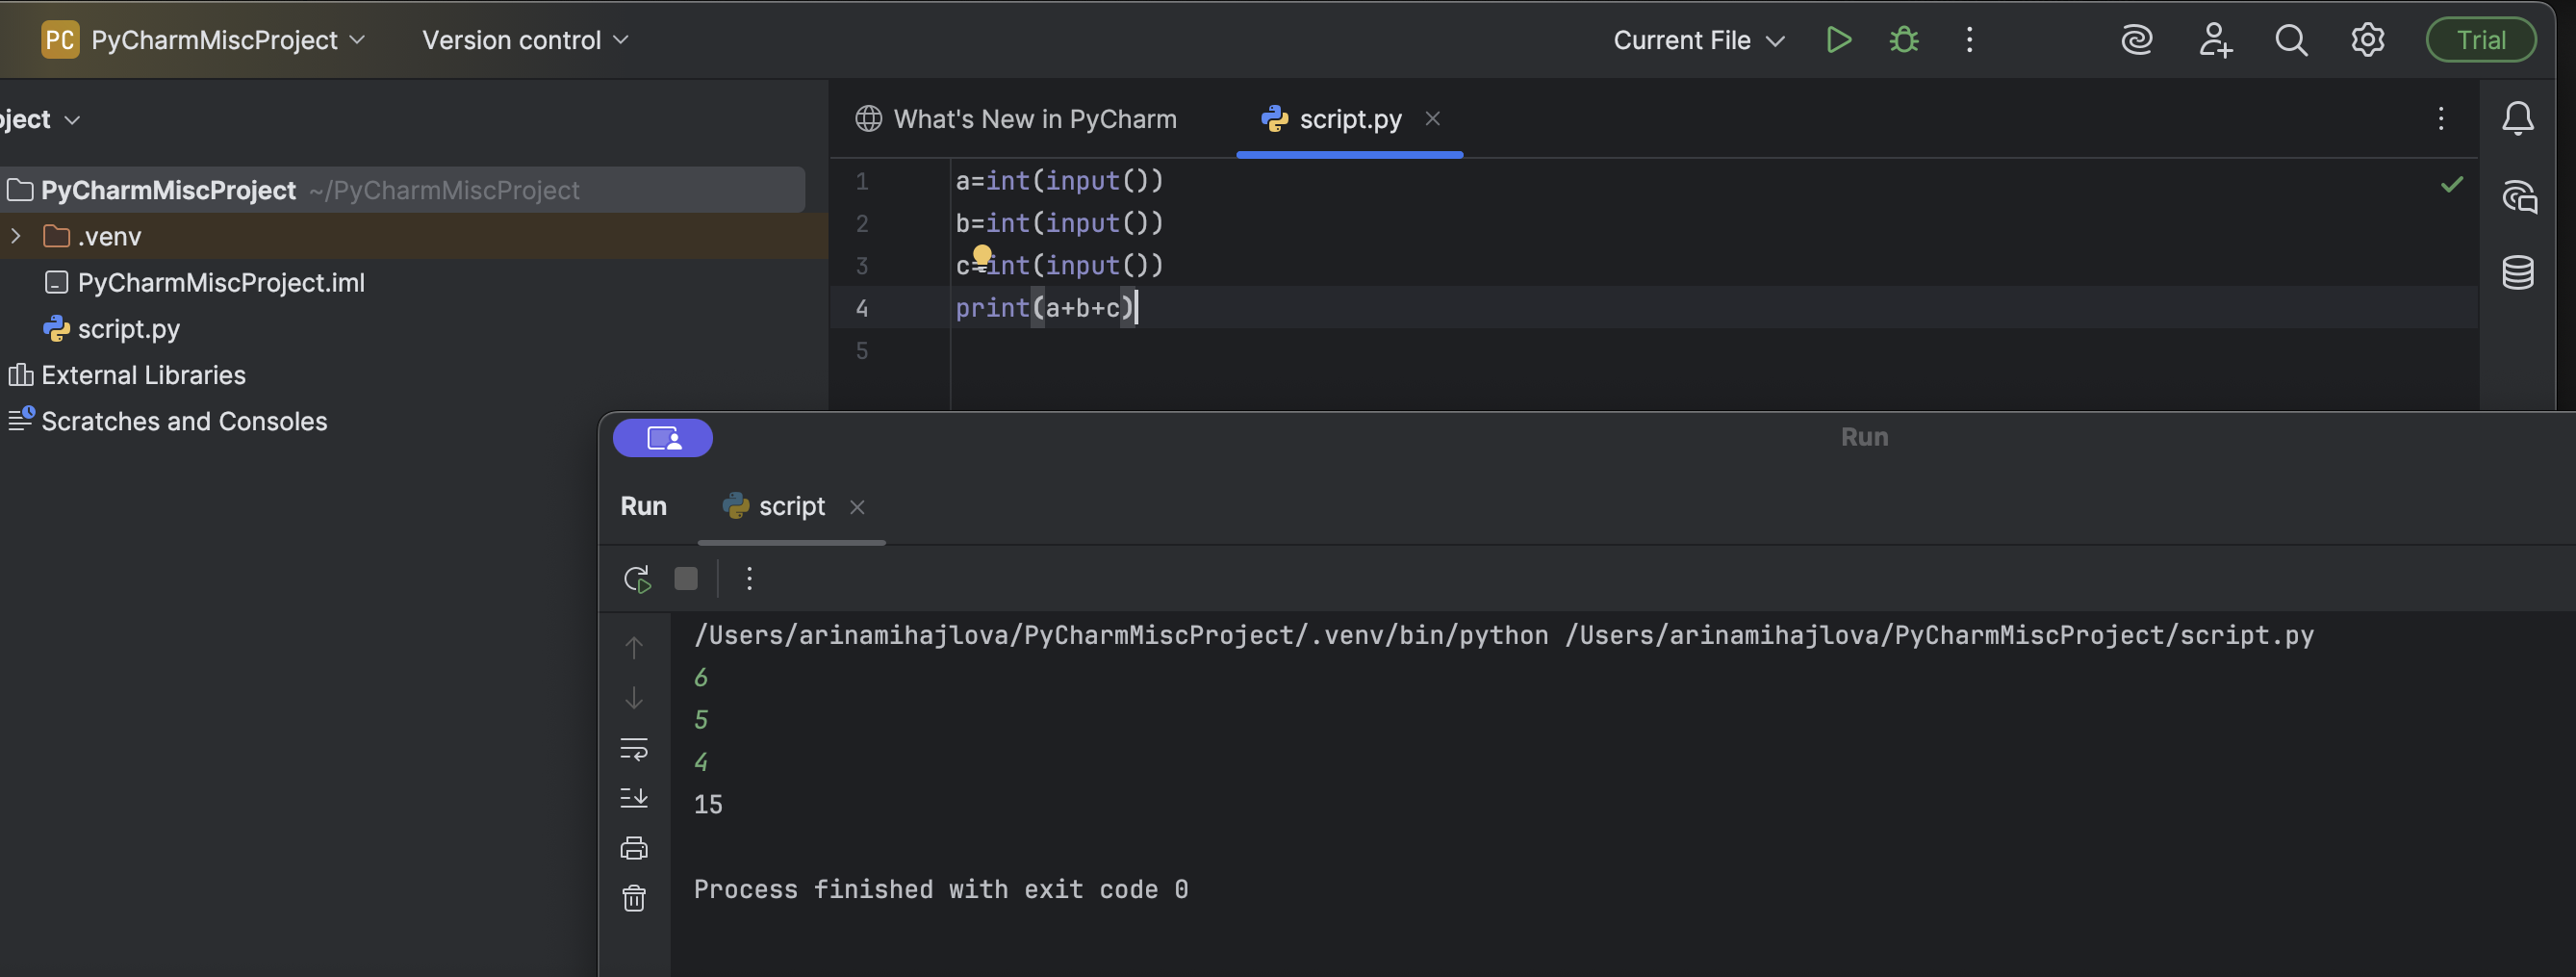 PC PyCharmMiscProject Version control Current File Trial
ject What's New in PyCharm script.py
PyCharmMiscProject ~/PyCharmMiscProject
.venv
PyCharmMiscProject.iml
script.py
External Libraries
Scratches and Consoles
1 a=int(input())
2 b=int(input())
3 c=int(input())
4 print(a+b+c)
5
Run
Run script
/Users/arinamihajlova/PyCharmMiscProject/.venv/bin/python /Users/arinamihajlova/PyCharmMiscProject/script.py
6
5
4
15
Process finished with exit code 0